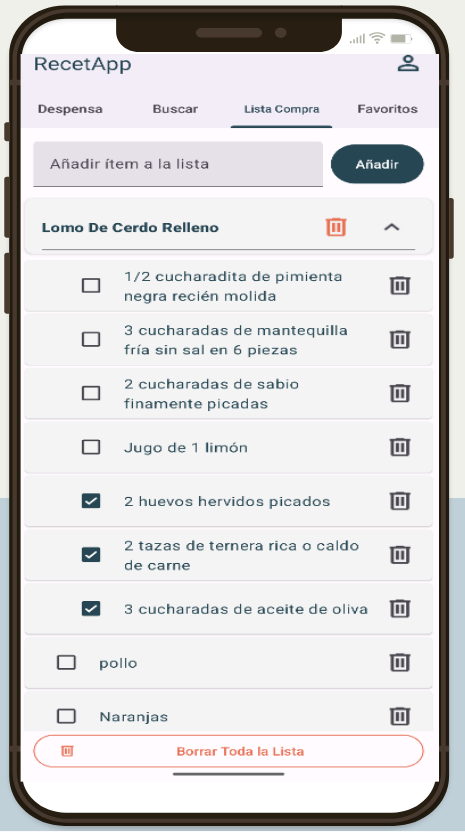 RecetApp
Despensa Buscar Lista Compra Favoritos
Añadir ítem a la lista Añadir
Lomo De Cerdo Relleno
1/2 cucharadita de pimienta
negra recién molida
3 cucharadas de mantequilla
fría sin sal en 6 piezas
2 cucharadas de sabio
finamente picadas
Jugo de 1 limón
2 huevos hervidos picados
2 tazas de ternera rica o caldo
de carne
3 cucharadas de aceite de oliva
pollo
Naranjas
Borrar Toda la Lista